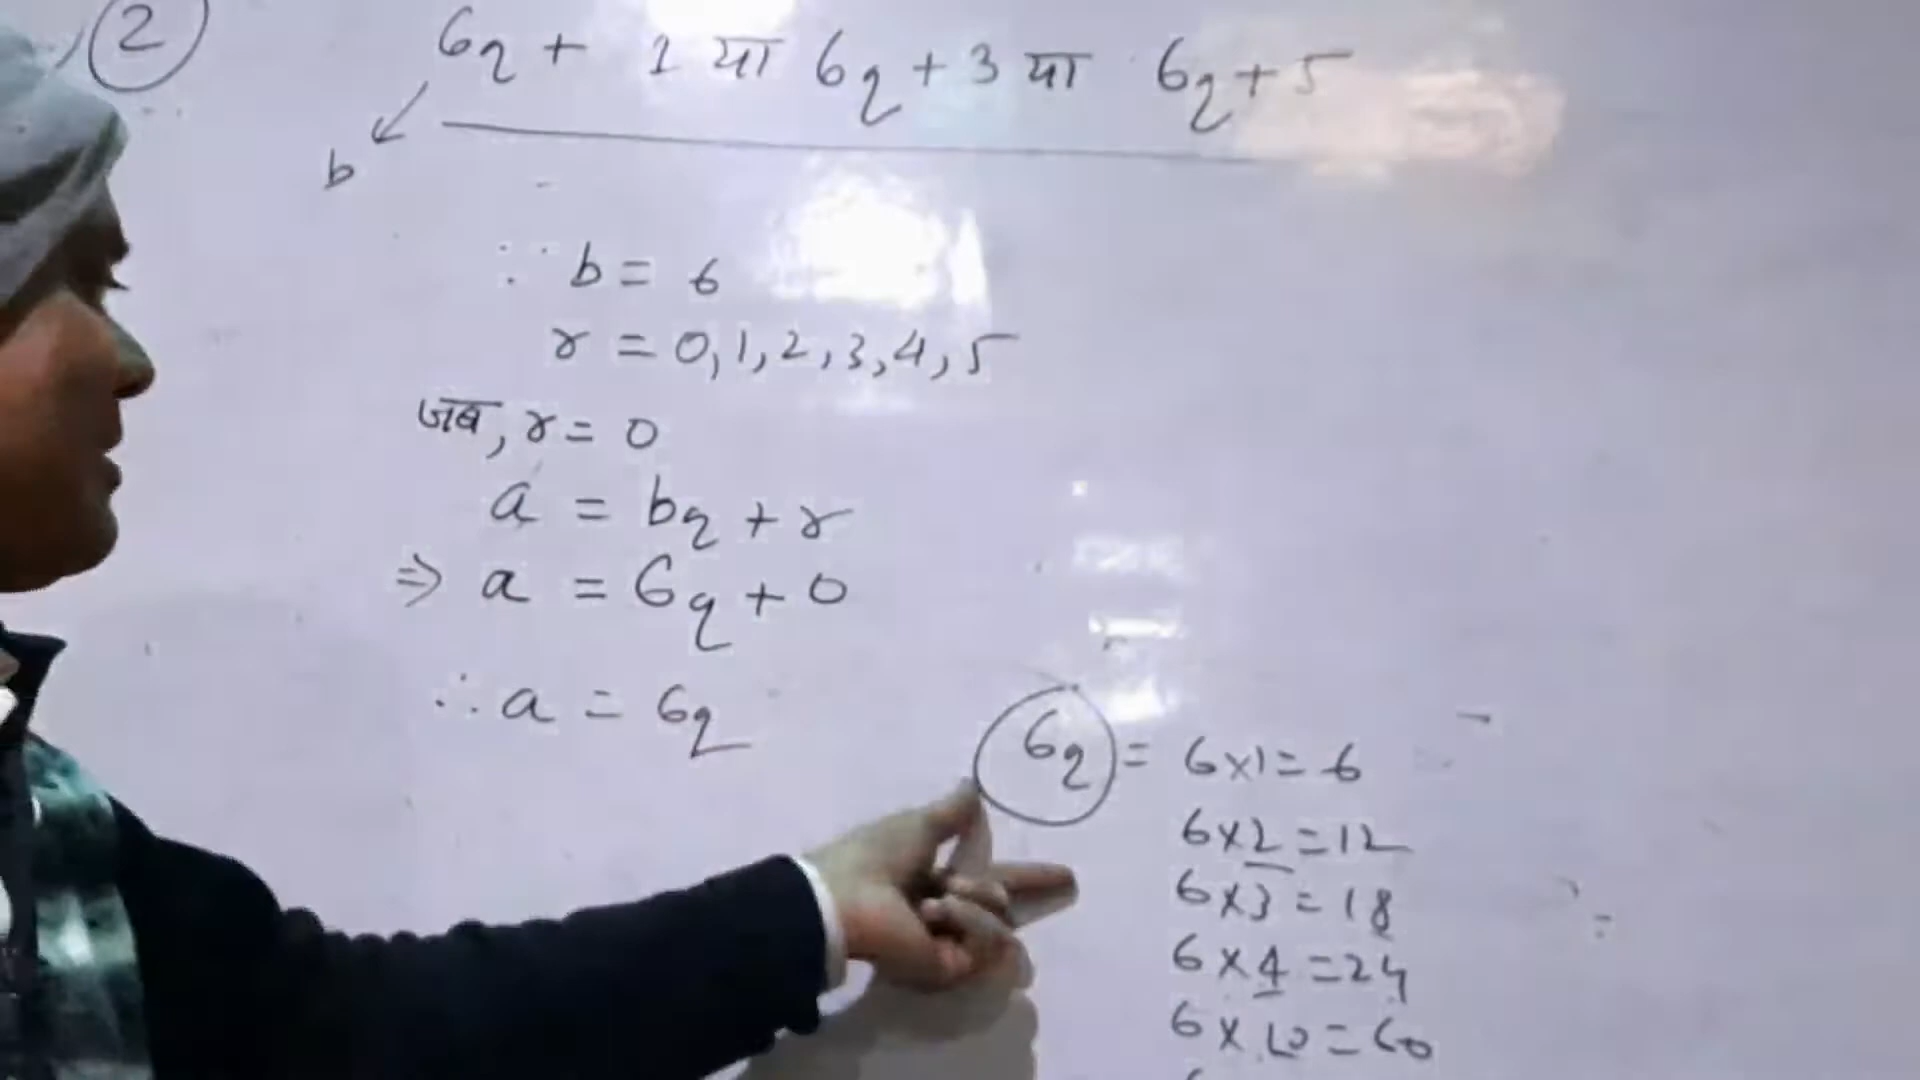 2
6q + 1 या 6q + 3 या 6q + 5
b
∵ b = 6
r = 0, 1, 2, 3, 4, 5
जब, r = 0
a = bq + r
⇒ a = 6q + 0
∴ a = 6q
6q = 6×1 = 6
6×2 = 12
6×3 = 18
6×4 = 24
6×10 = 60